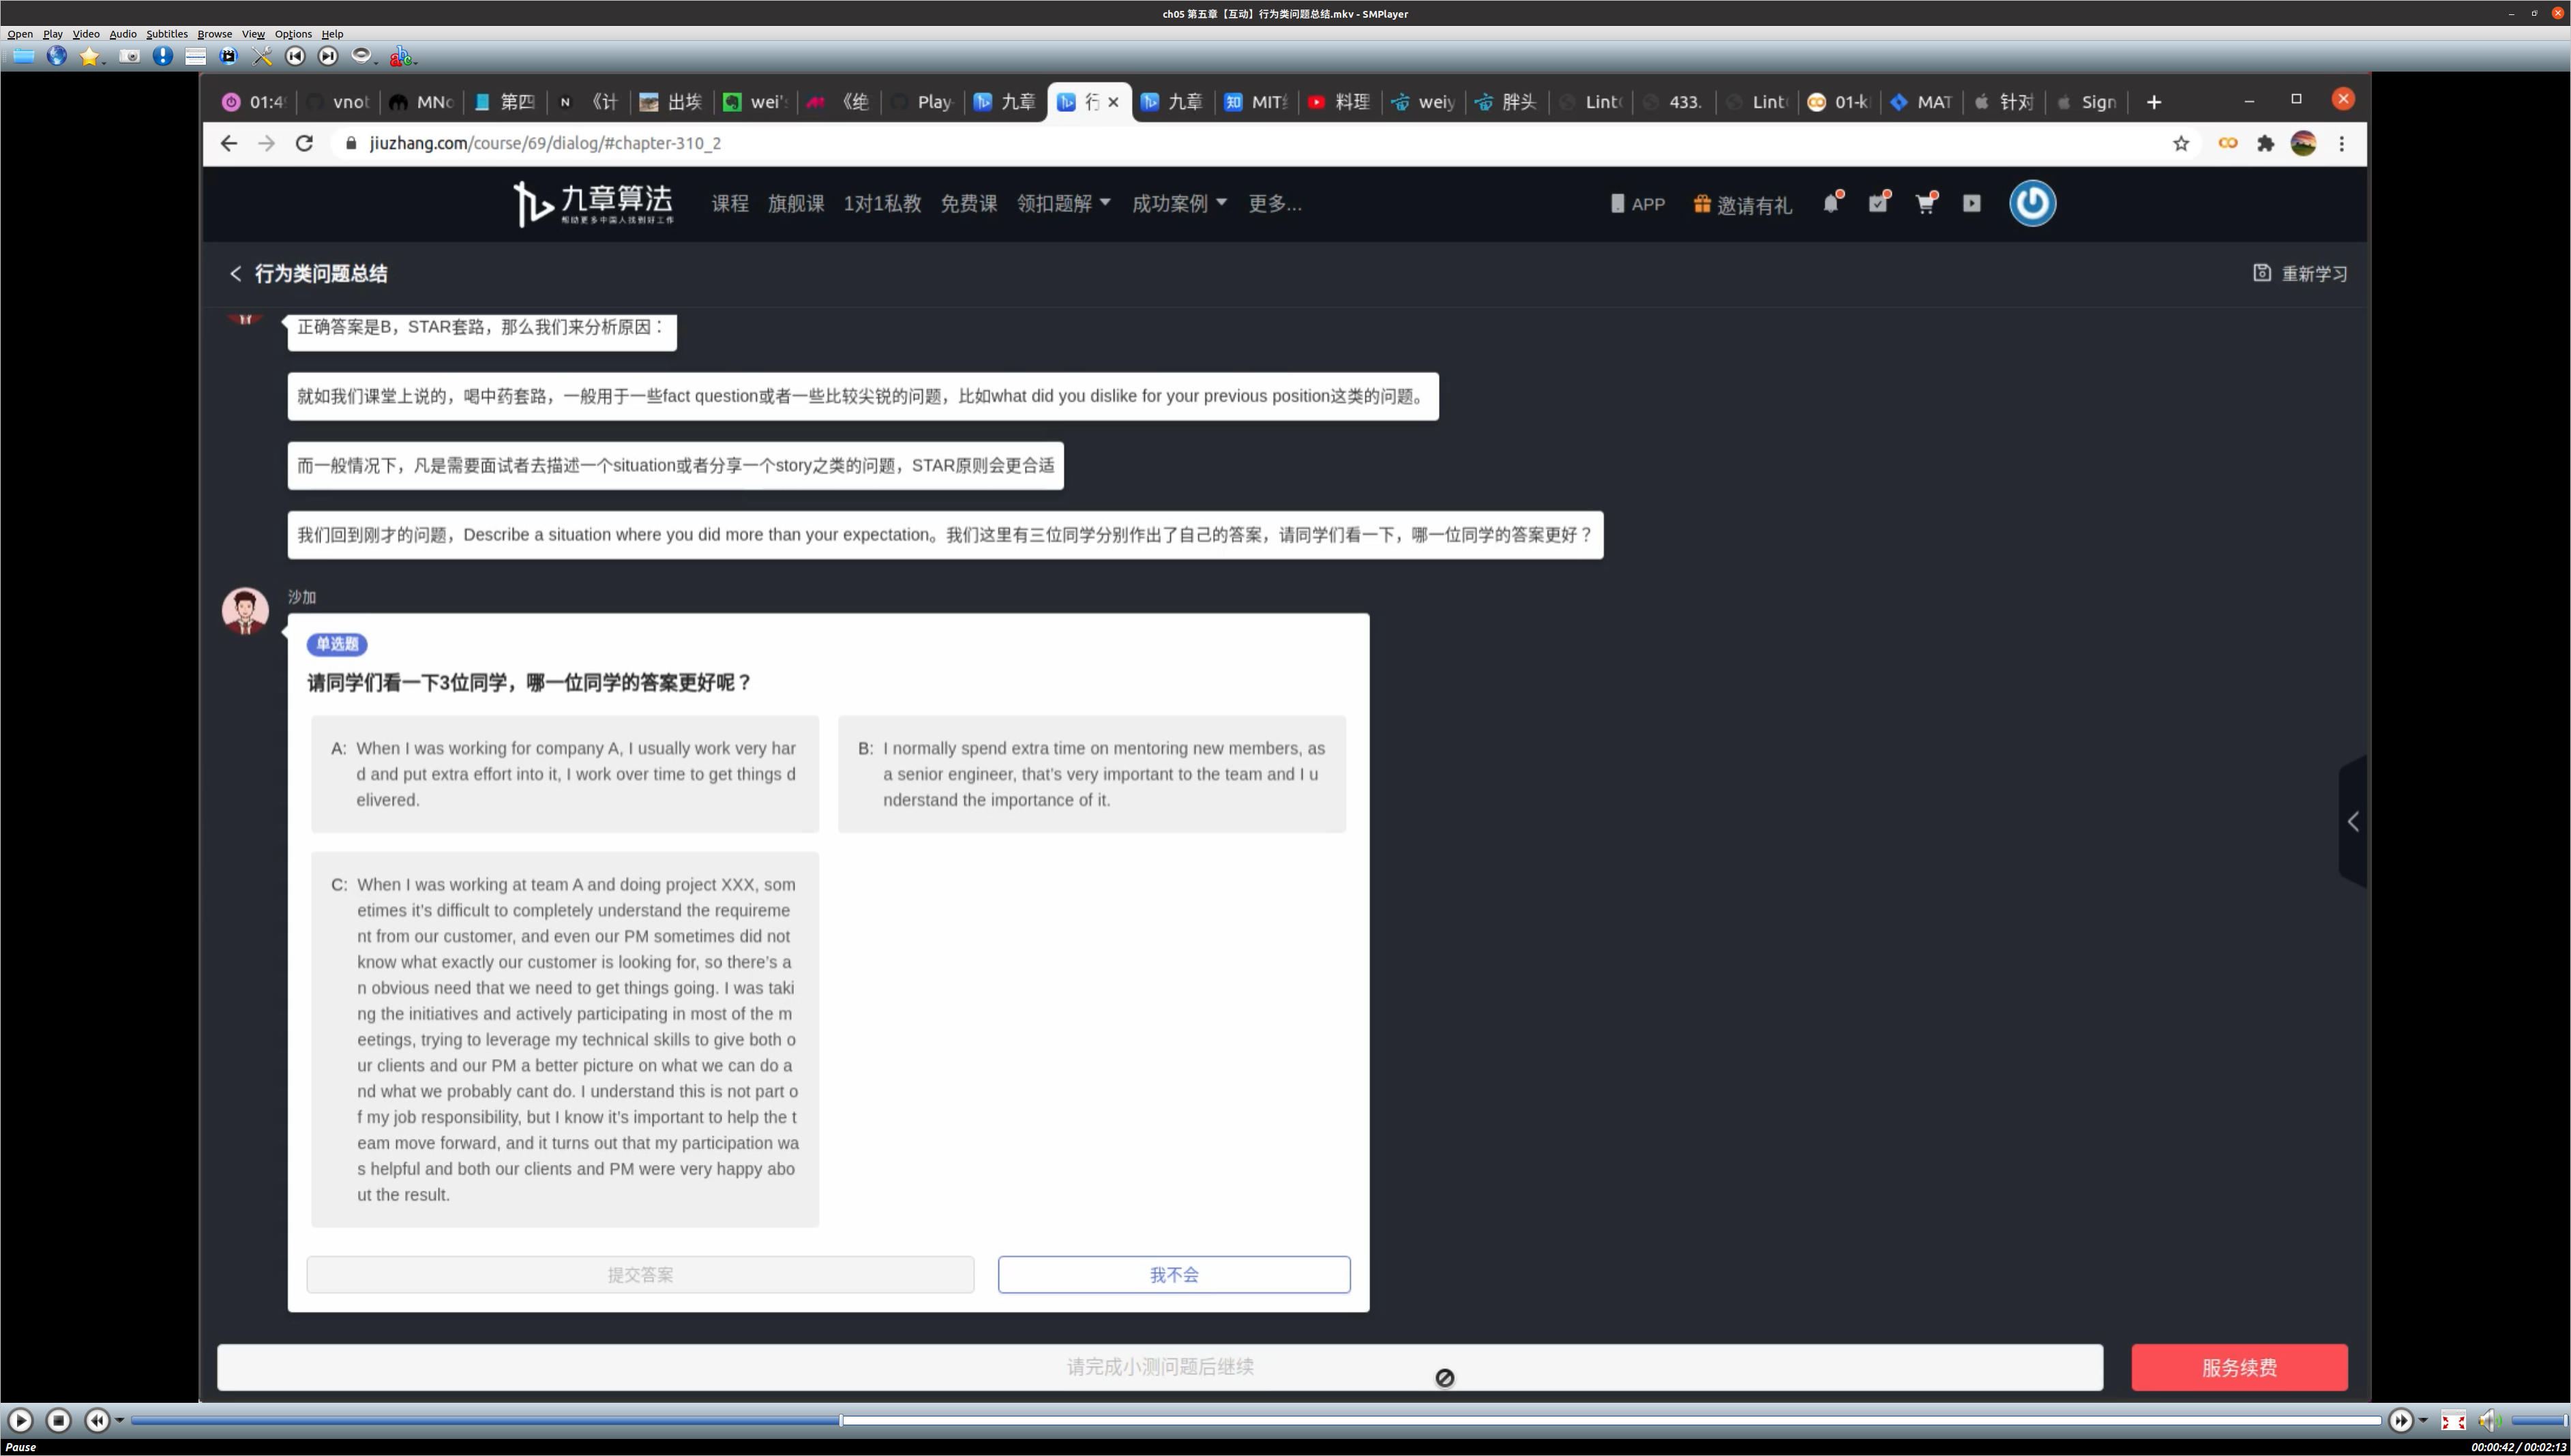 ch05 第五章【互动】行为类问题总结.mkv - SMPlayer
Open Play Video Audio Subtitles Browse View Options Help
01:4 vnot MNo 第四 《计 出埃 wei's 《绝 Play- 九章 行 九章 MIT 料理 weiy 胖头 Lint 433. Lint 01-k MAT 针对 Sign
jiuzhang.com/course/69/dialog/#chapter-310_2
九章算法
帮助更多中国人找到好工作
课程 旗舰课 1对1私教 免费课 领扣题解 成功案例 更多... APP 邀请有礼
行为类问题总结 重新学习
正确答案是B，STAR套路，那么我们来分析原因：
就如我们课堂上说的，喝中药套路，一般用于一些fact question或者一些比较尖锐的问题，比如what did you dislike for your previous position这类的问题。
而一般情况下，凡是需要面试者去描述一个situation或者分享一个story之类的问题，STAR原则会更合适
我们回到刚才的问题，Describe a situation where you did more than your expectation。我们这里有三位同学分别作出了自己的答案，请同学们看一下，哪一位同学的答案更好？
沙加
单选题
请同学们看一下3位同学，哪一位同学的答案更好呢？
A: When I was working for company A, I usually work very har
d and put extra effort into it, I work over time to get things d
elivered.
B: I normally spend extra time on mentoring new members, as
a senior engineer, that's very important to the team and I u
nderstand the importance of it.
C: When I was working at team A and doing project XXX, som
etimes it's difficult to completely understand the requireme
nt from our customer, and even our PM sometimes did not
know what exactly our customer is looking for, so there's a
n obvious need that we need to get things going. I was taki
ng the initiatives and actively participating in most of the m
eetings, trying to leverage my technical skills to give both o
ur clients and our PM a better picture on what we can do a
nd what we probably cant do. I understand this is not part o
f my job responsibility, but I know it's important to help the t
eam move forward, and it turns out that my participation wa
s helpful and both our clients and PM were very happy abo
ut the result.
提交答案 我不会
请完成小测问题后继续 服务续费
Pause 00:00:42 / 00:02:13